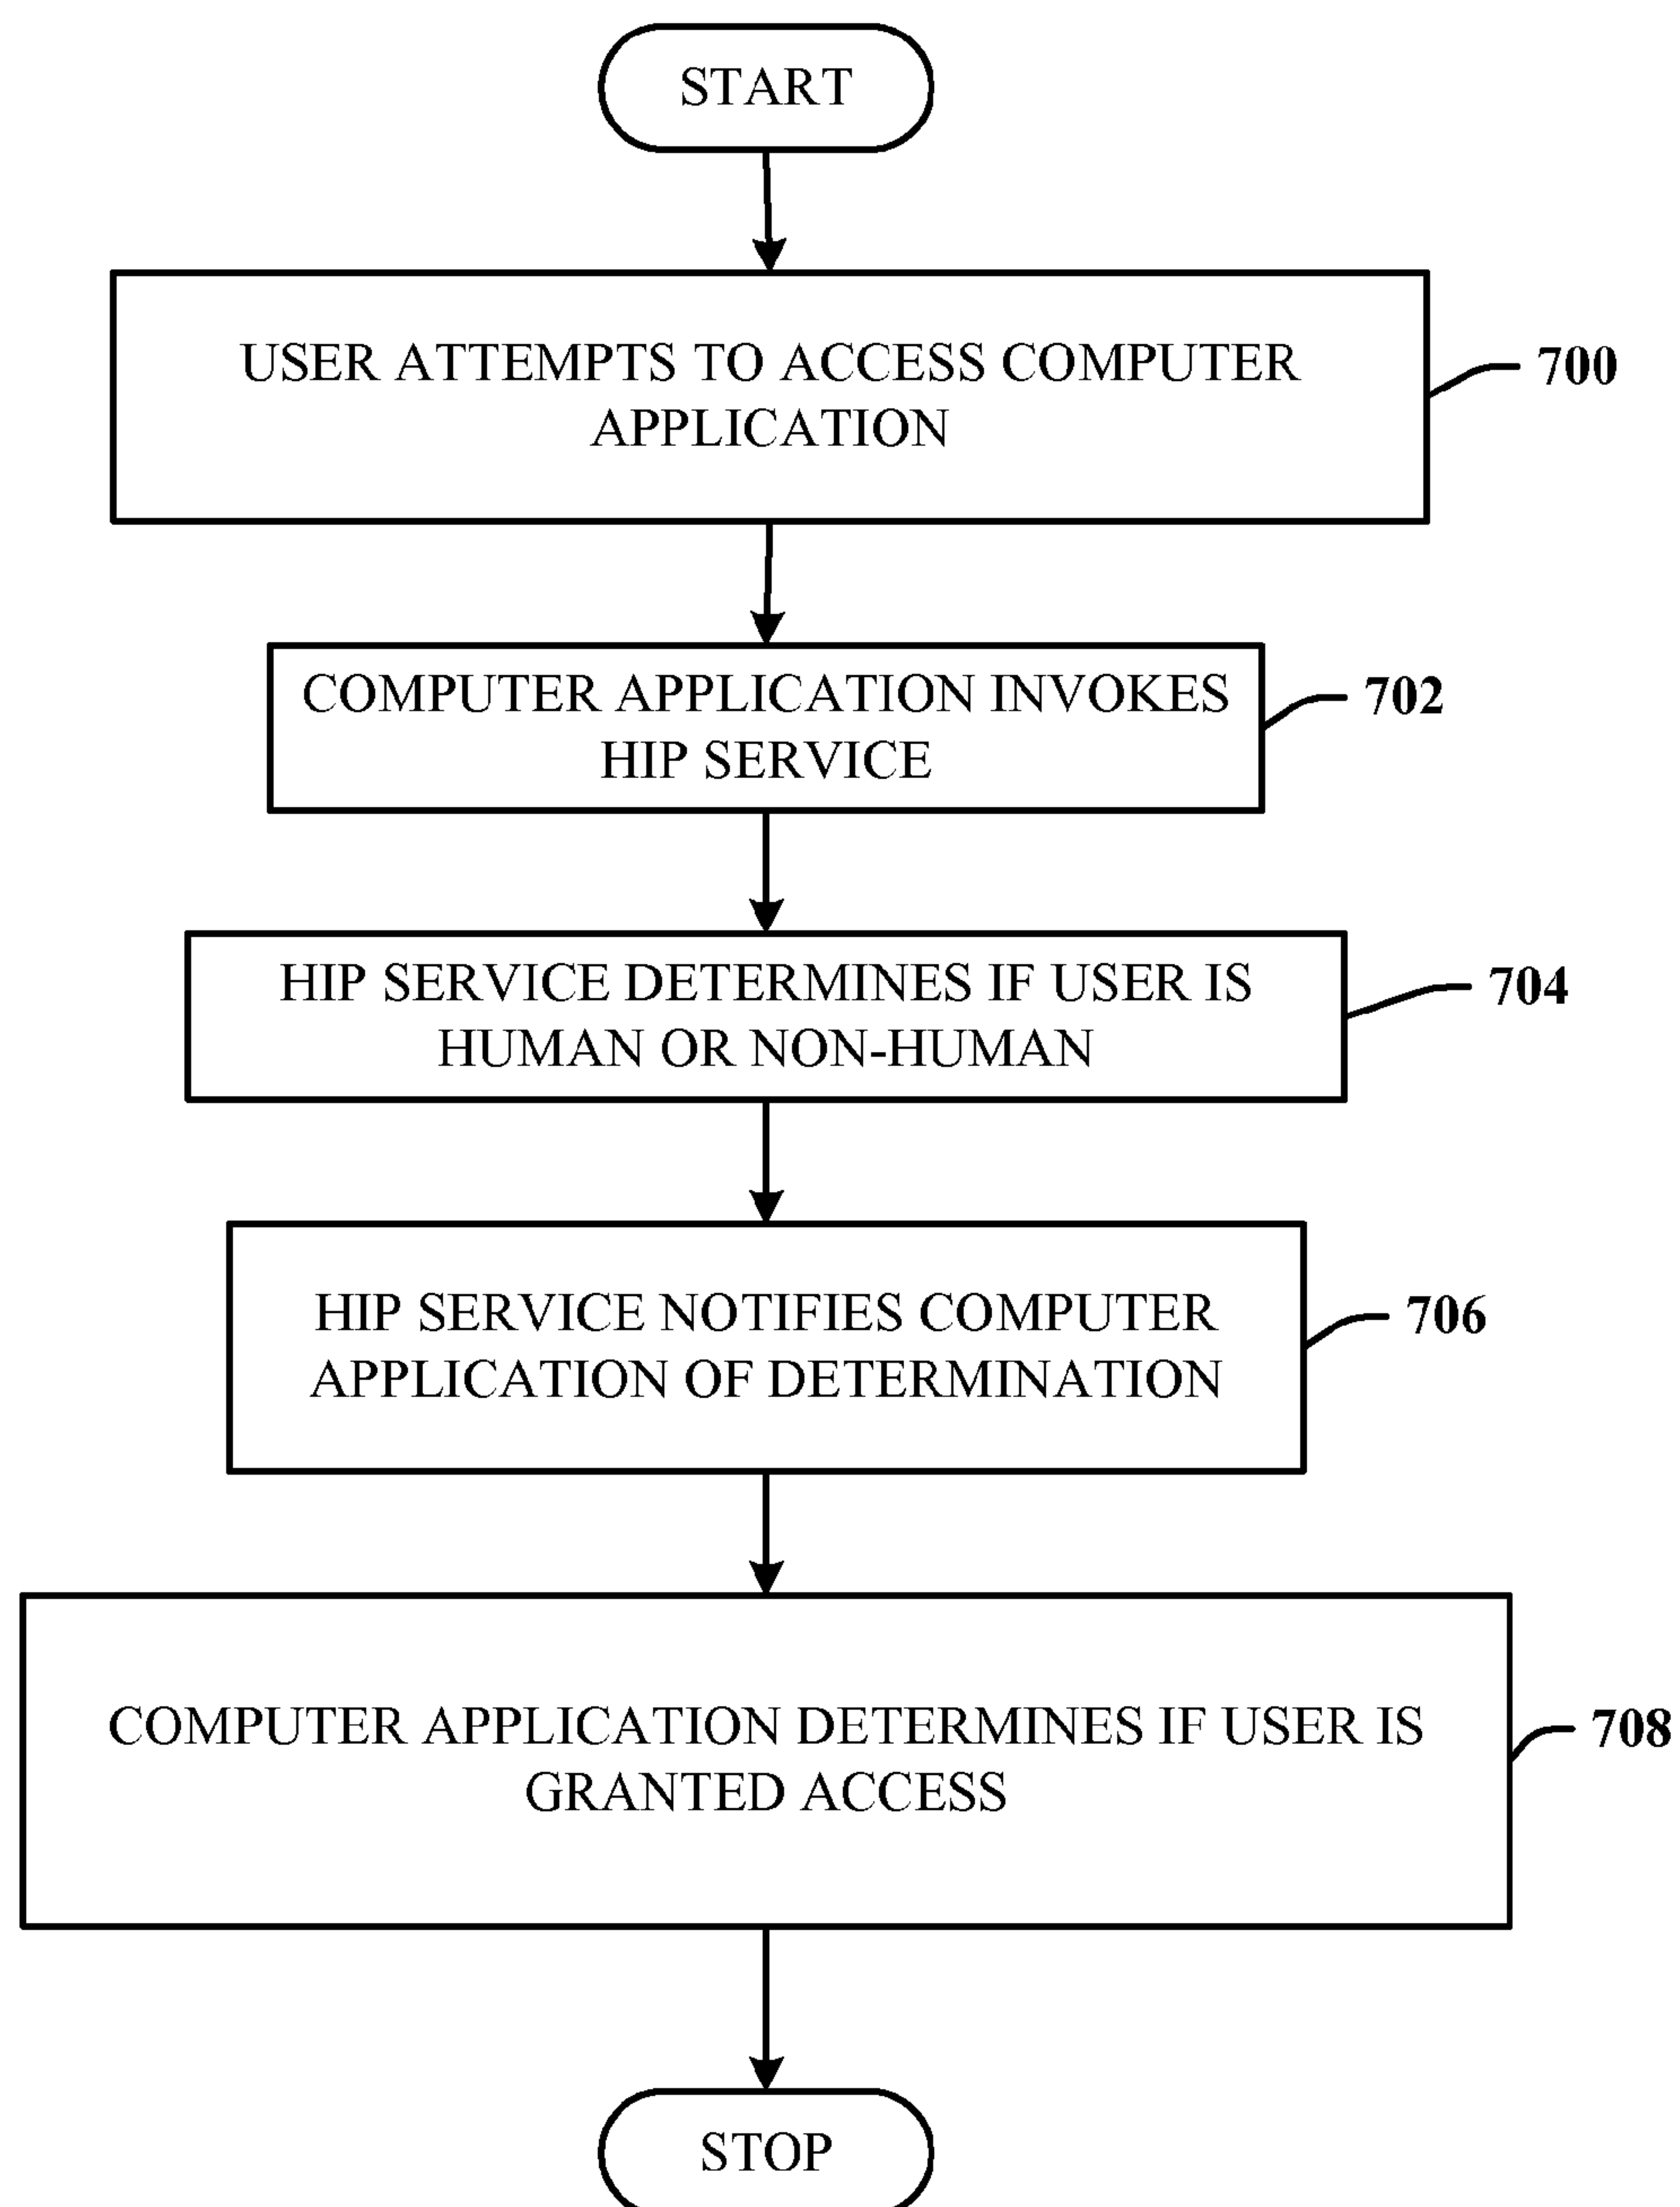 START
USER ATTEMPTS TO ACCESS COMPUTER
APPLICATION
700
COMPUTER APPLICATION INVOKES
HIP SERVICE
702
HIP SERVICE DETERMINES IF USER IS
HUMAN OR NON-HUMAN
704
HIP SERVICE NOTIFIES COMPUTER
APPLICATION OF DETERMINATION
706
COMPUTER APPLICATION DETERMINES IF USER IS
GRANTED ACCESS
708
STOP